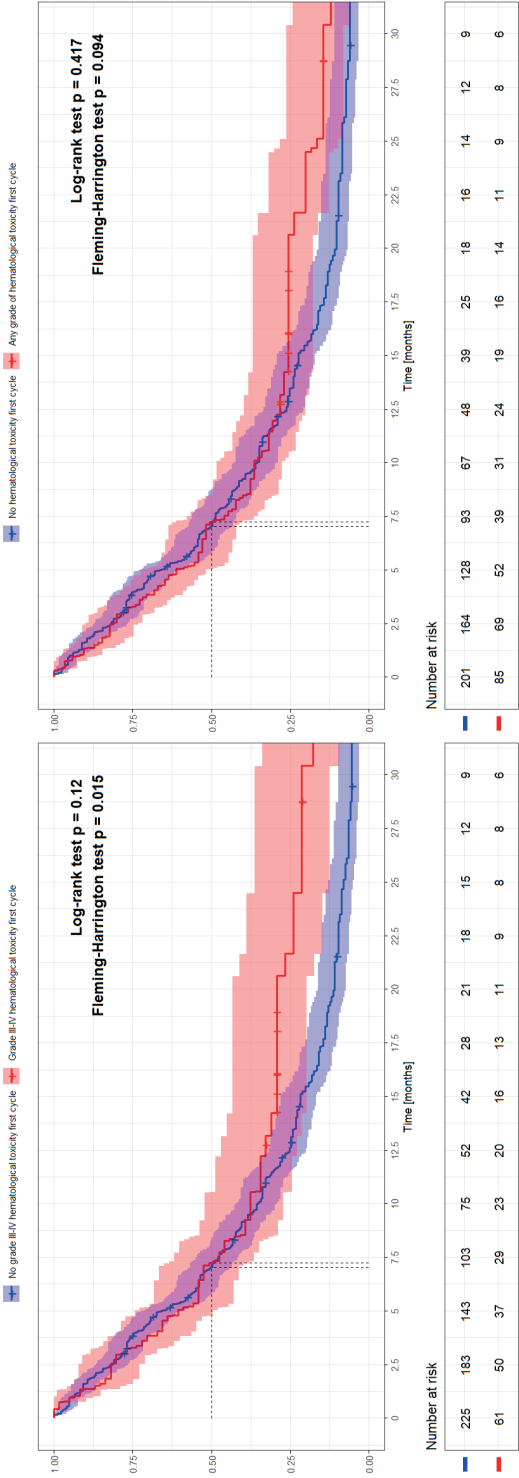 No grade III-IV hematological toxicity first cycle Grade III-IV hematological toxicity first cycle
1.00
0.75
0.50
0.25
0.00
Log-rank test p = 0.12
Fleming-Harrington test p = 0.015
0 2.5 5 7.5 10 12.5 15 17.5 20 22.5 25 27.5 30
Time [months]
Number at risk
225 183 143 103 75 52 42 28 21 18 15 12 9
61 50 37 29 23 20 16 13 11 9 8 8 6
No hematological toxicity first cycle Any grade of hematological toxicity first cycle
1.00
0.75
0.50
0.25
0.00
Log-rank test p = 0.417
Fleming-Harrington test p = 0.094
0 2.5 5 7.5 10 12.5 15 17.5 20 22.5 25 27.5 30
Time [months]
Number at risk
201 164 128 93 67 48 39 25 18 16 14 12 9
85 69 52 39 31 24 19 16 14 11 9 8 6